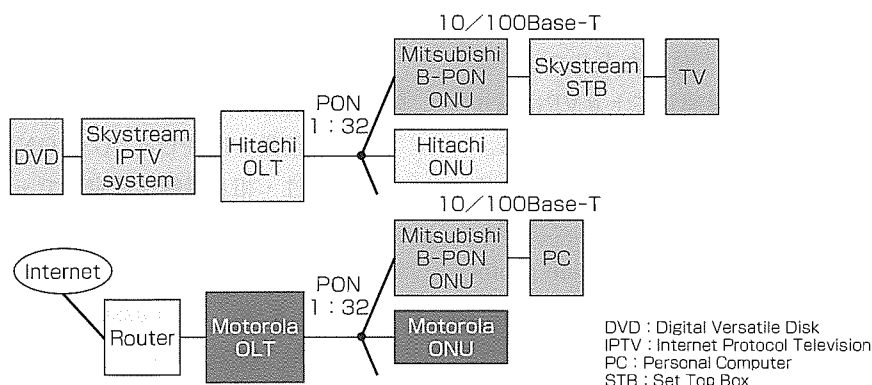 10/100Base-T
Mitsubishi
B-PON
ONU
Skystream
STB
TV
PON
1:32
DVD
Skystream
IPTV
system
Hitachi
OLT
Hitachi
ONU
10/100Base-T
Mitsubishi
B-PON
ONU
PC
Internet
PON
1:32
Router
Motorola
OLT
Motorola
ONU
DVD : Digital Versatile Disk
IPTV : Internet Protocol Television
PC : Personal Computer
STB : Set Top Box